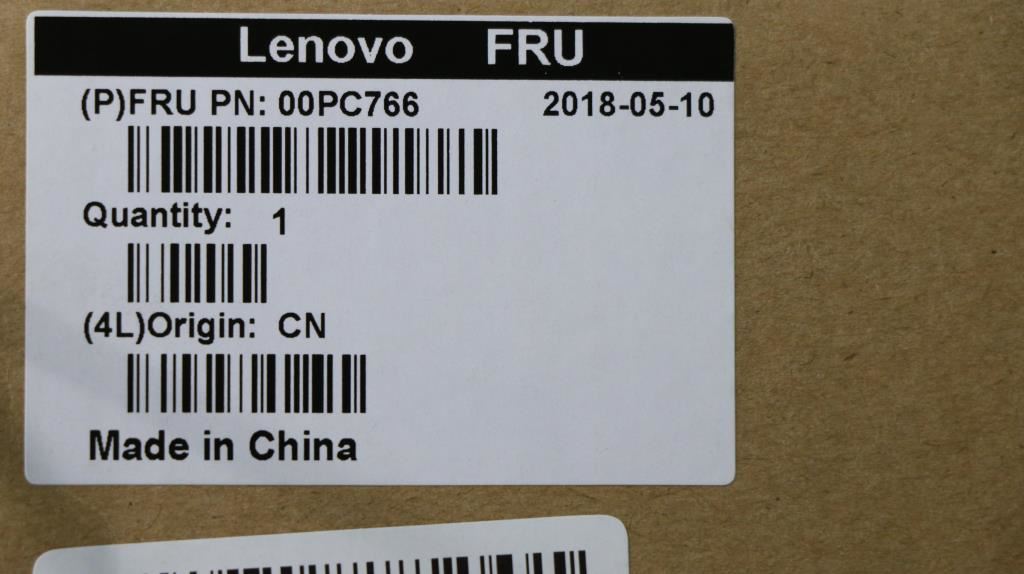 Lenovo FRU
(P)FRU PN: 00PC766 2018-05-10
Quantity: 1
(4L)Origin: CN
Made in China